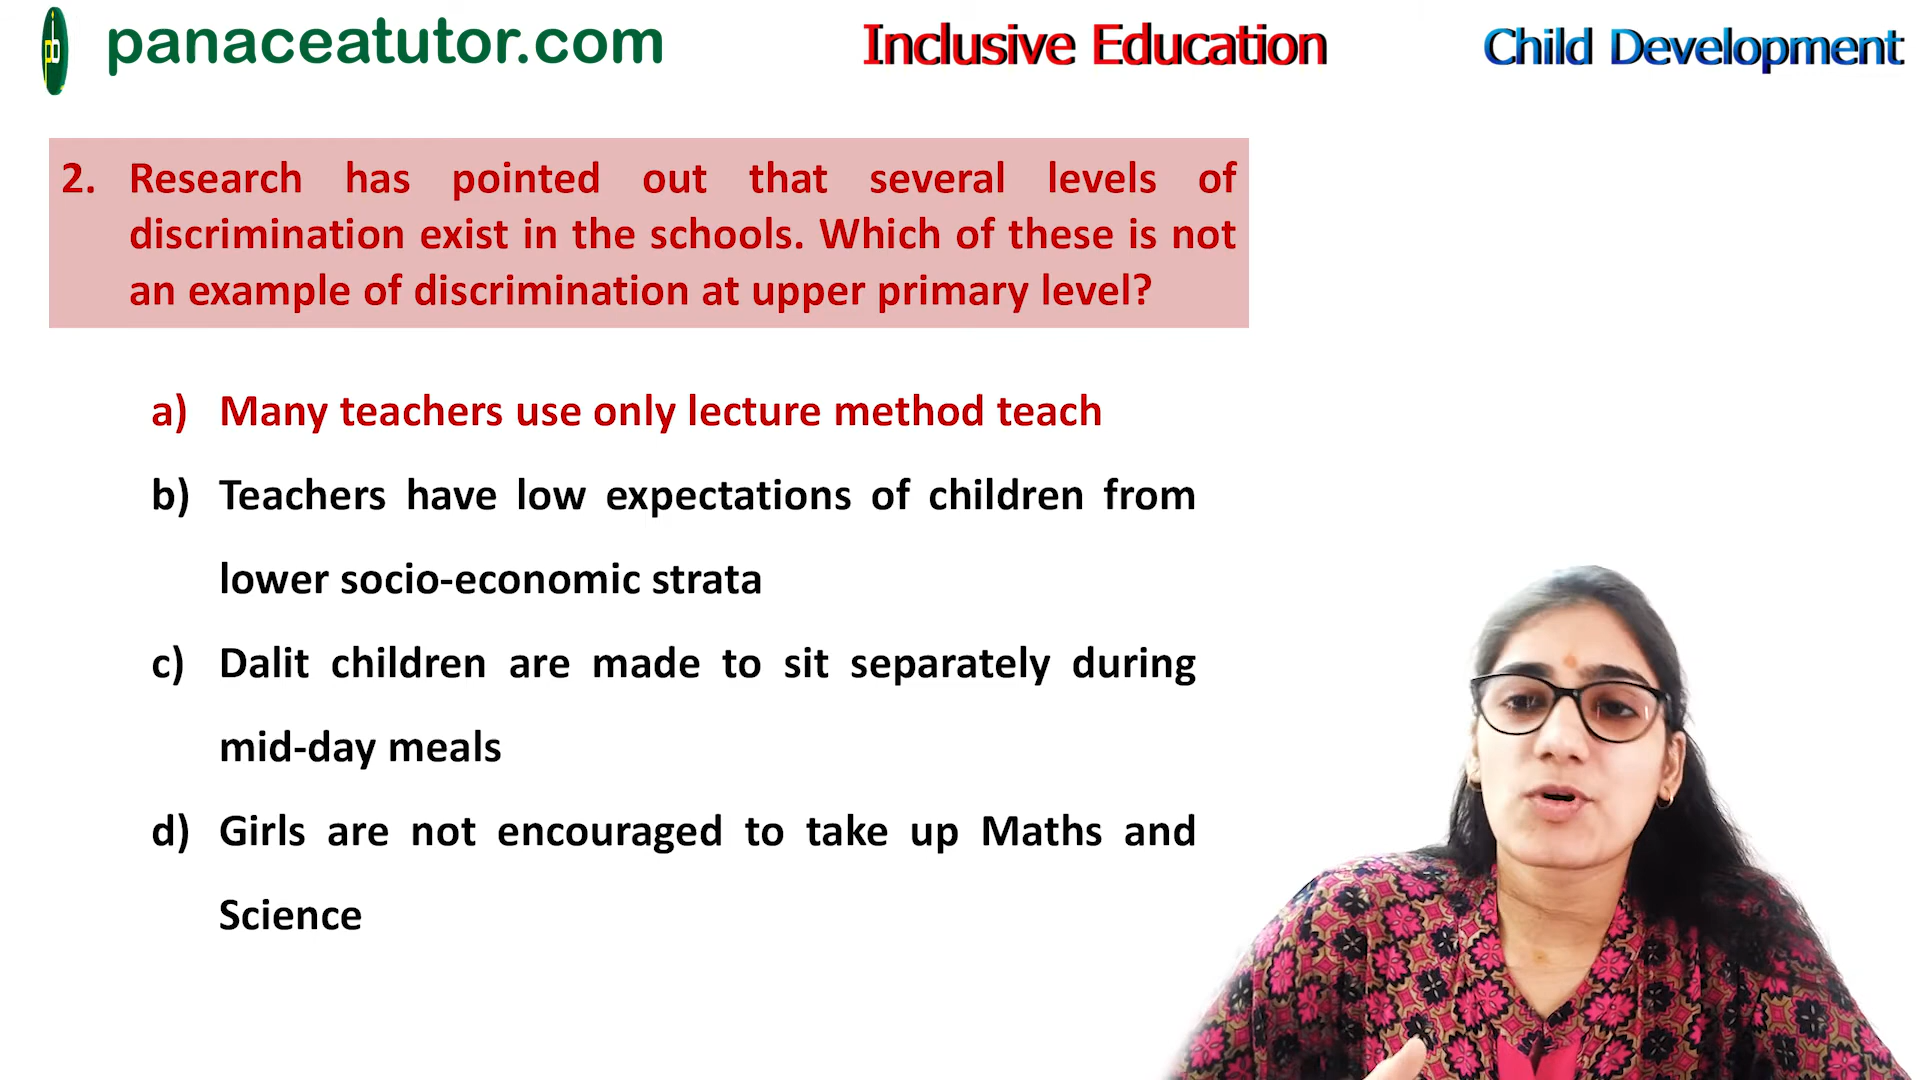 panaceatutor.com
Inclusive Education
Child Development
2. Research has pointed out that several levels of
discrimination exist in the schools. Which of these is not
an example of discrimination at upper primary level?
a) Many teachers use only lecture method teach
b) Teachers have low expectations of children from
lower socio-economic strata
c) Dalit children are made to sit separately during
mid-day meals
d) Girls are not encouraged to take up Maths and
Science